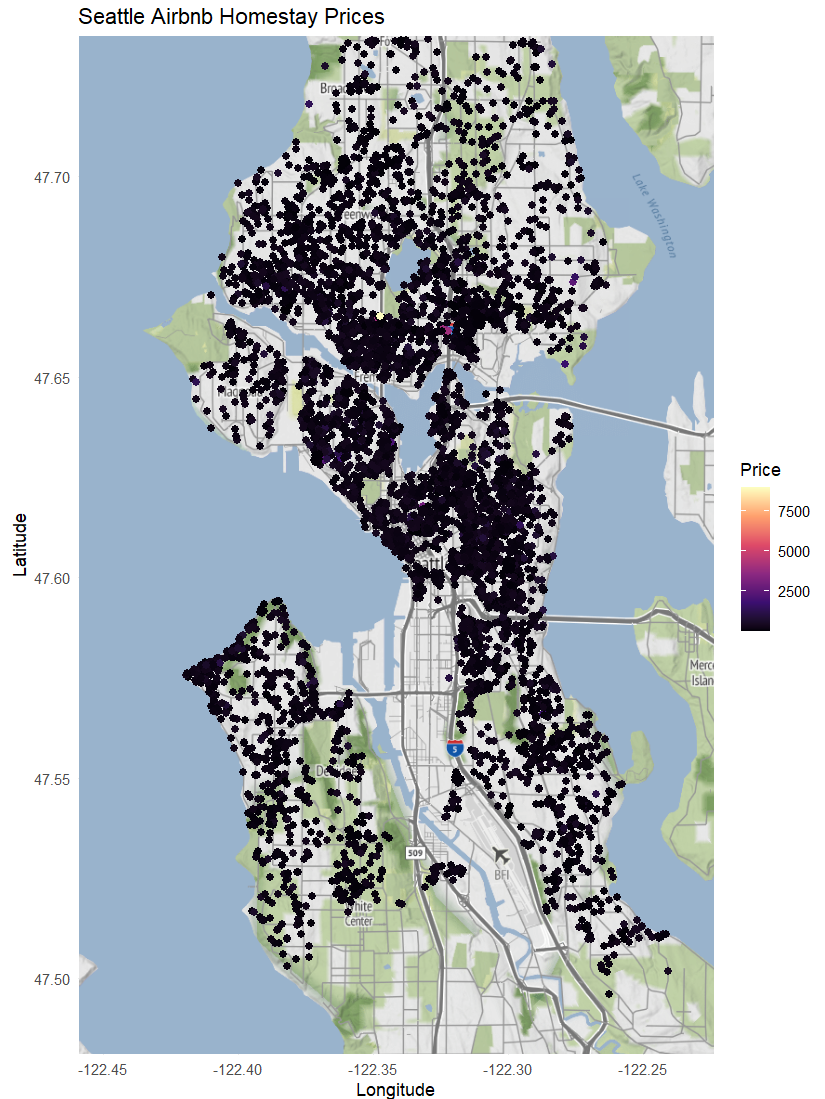 Seattle Airbnb Homestay Prices
Broad
47.70
Lake Washington
47.65
Price
7500
5000
2500
Latitude
47.60
Merce
Island
5
47.55
509
BFI
White
Center
47.50
-122.45
-122.40
-122.35
-122.30
-122.25
Longitude